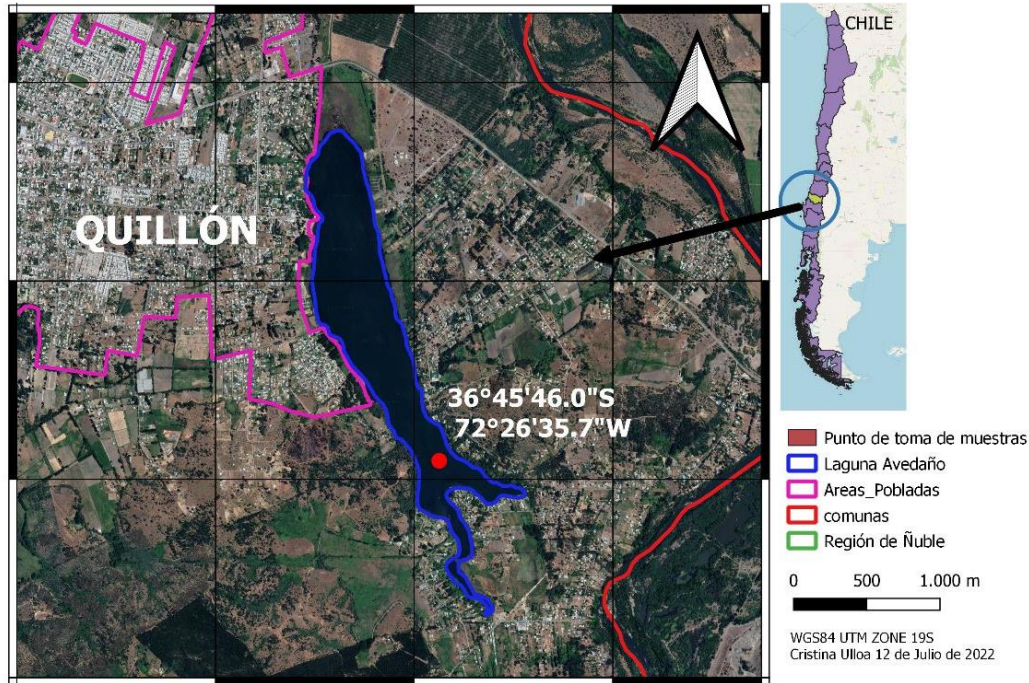 CHILE
QUILLÓN
36°45'46.0"S
72°26'35.7"W
Punto de toma de muestras
Laguna Avedaño
Areas_Pobladas
comunas
Región de Ñuble
0 500 1.000 m
WGS84 UTM ZONE 19S
Cristina Ulloa 12 de Julio de 2022